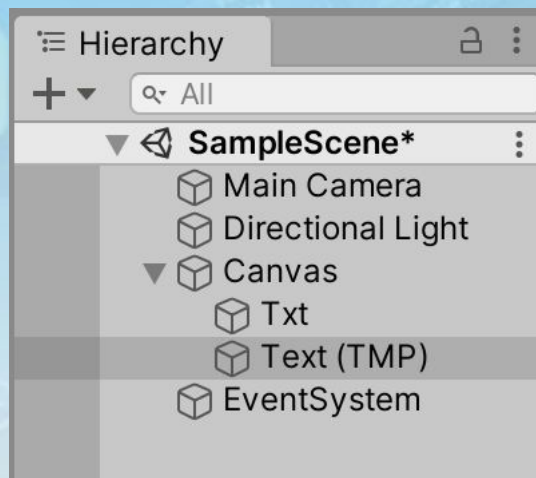 Hierarchy
All
SampleScene*
Main Camera
Directional Light
Canvas
Txt
Text (TMP)
EventSystem